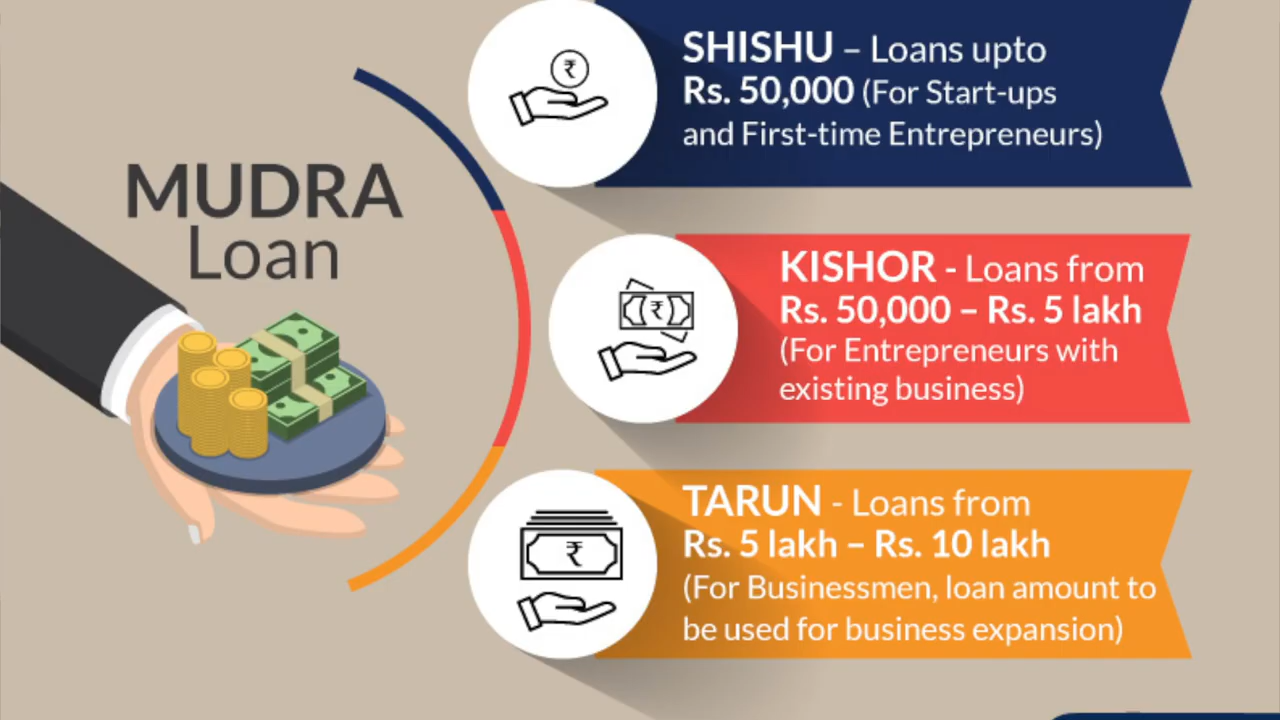 MUDRA
Loan
SHISHU – Loans upto
Rs. 50,000 (For Start-ups
and First-time Entrepreneurs)
KISHOR - Loans from
Rs. 50,000 – Rs. 5 lakh
(For Entrepreneurs with
existing business)
TARUN - Loans from
Rs. 5 lakh – Rs. 10 lakh
(For Businessmen, loan amount to
be used for business expansion)